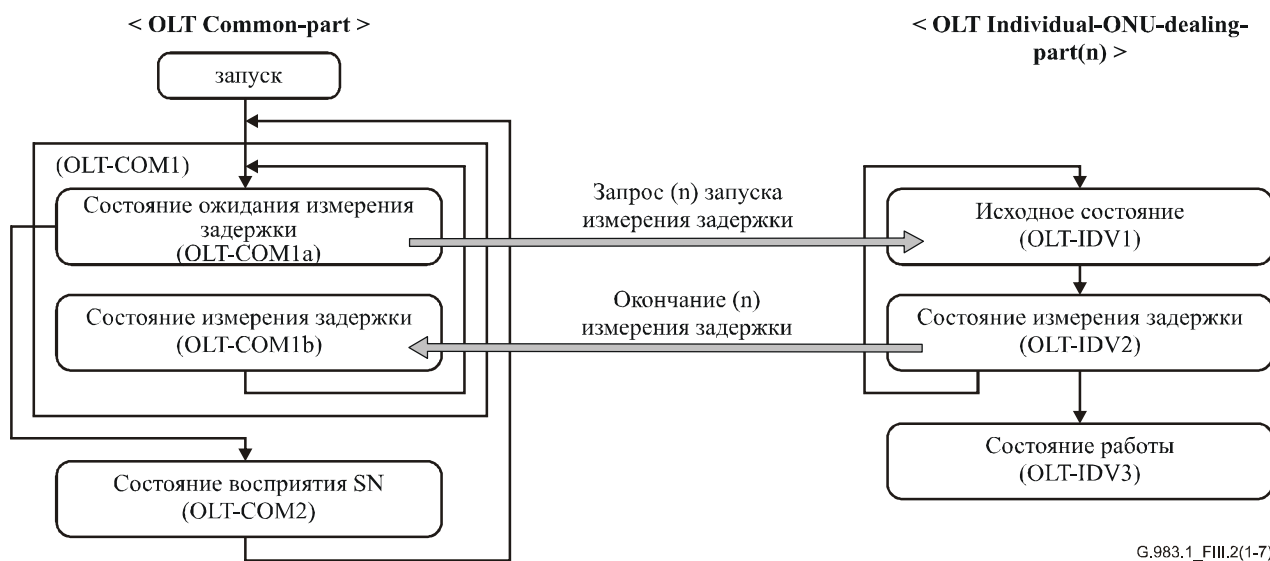 < OLT Common-part >
< OLT Individual-ONU-dealing-
part(n) >
запуск
(OLT-COM1)
Состояние ожидания измерения
задержки
(OLT-COM1a)
Запрос (n) запуска
измерения задержки
Исходное состояние
(OLT-IDV1)
Состояние измерения задержки
(OLT-COM1b)
Окончание (n)
измерения задержки
Состояние измерения задержки
(OLT-IDV2)
Состояние восприятия SN
(OLT-COM2)
Состояние работы
(OLT-IDV3)
G.983.1_FIII.2(1-7)